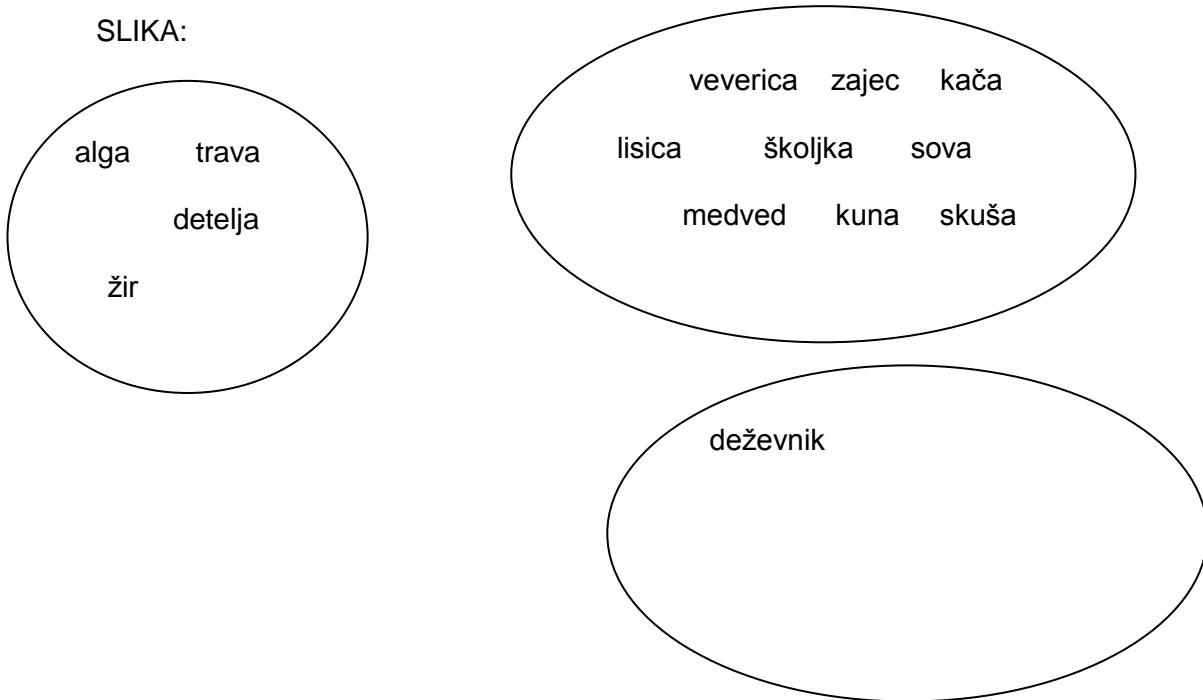 SLIKA:
alga trava
detelja
žir
veverica zajec kača
lisica školjka sova
medved kuna skuša
deževnik